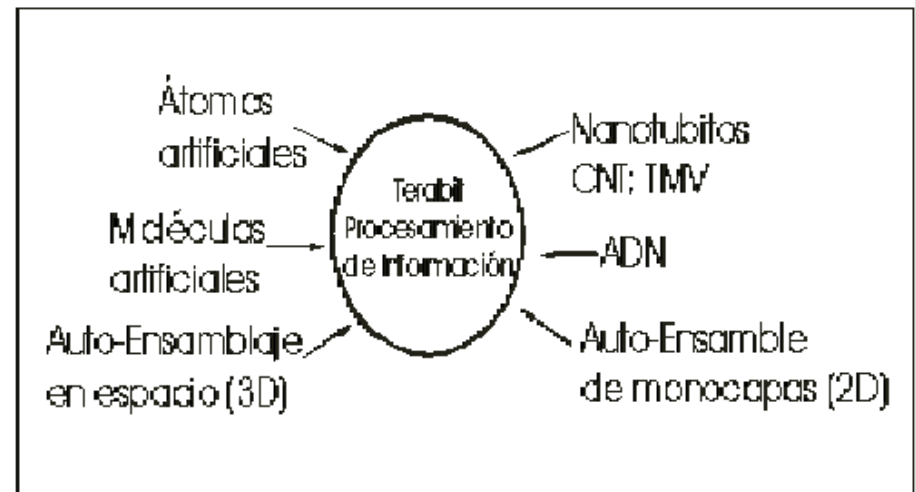 Átomos
artificiales
Moléculas
artificiales
Auto-Ensamblaje
en espacio (3D)
Terabit
Procesamiento
de Información
Nanotubitos
CNT; TMV
ADN
Auto-Ensamble
de monocapas (2D)